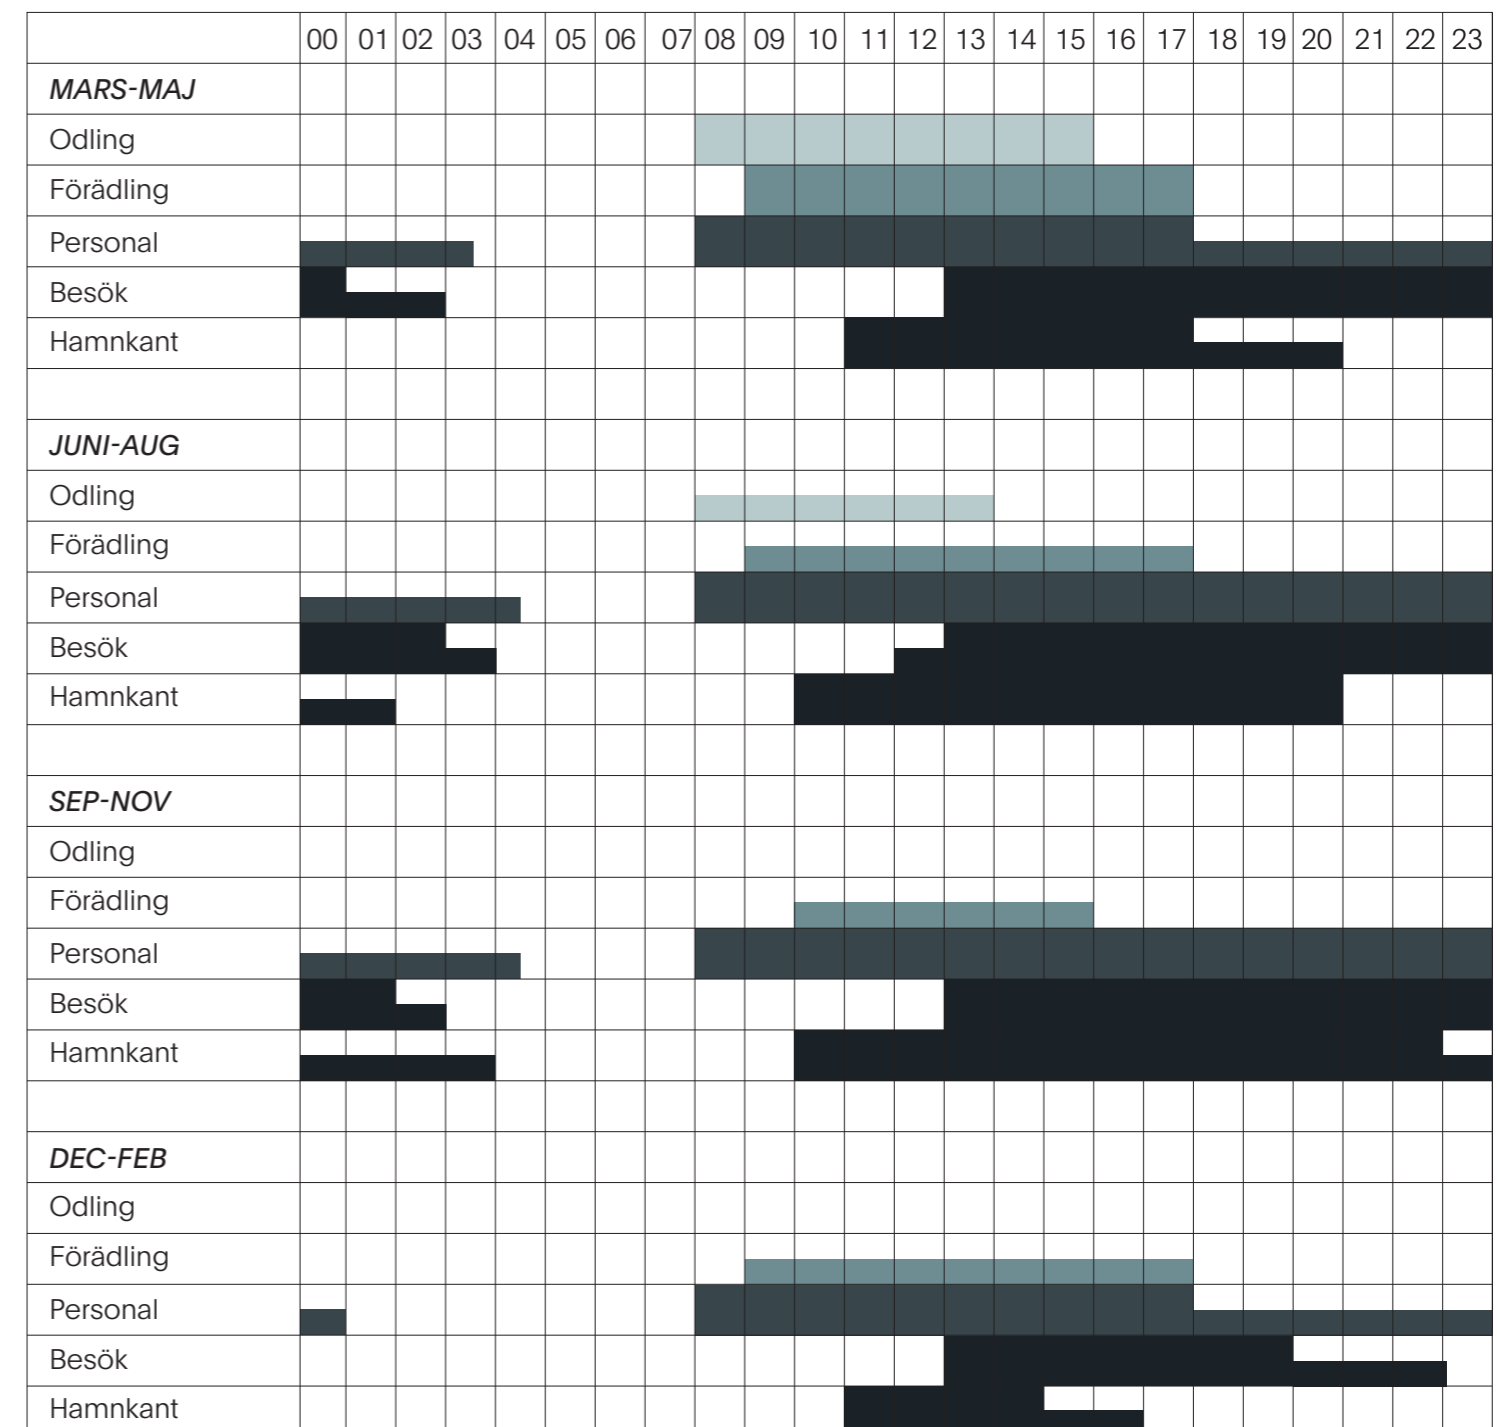 00 01 02 03 04 05 06 07 08 09 10 11 12 13 14 15 16 17 18 19 20 21 22 23
MARS-MAJ
Odling
Förädling
Personal
Besök
Hamnkant
JUNI-AUG
Odling
Förädling
Personal
Besök
Hamnkant
SEP-NOV
Odling
Förädling
Personal
Besök
Hamnkant
DEC-FEB
Odling
Förädling
Personal
Besök
Hamnkant